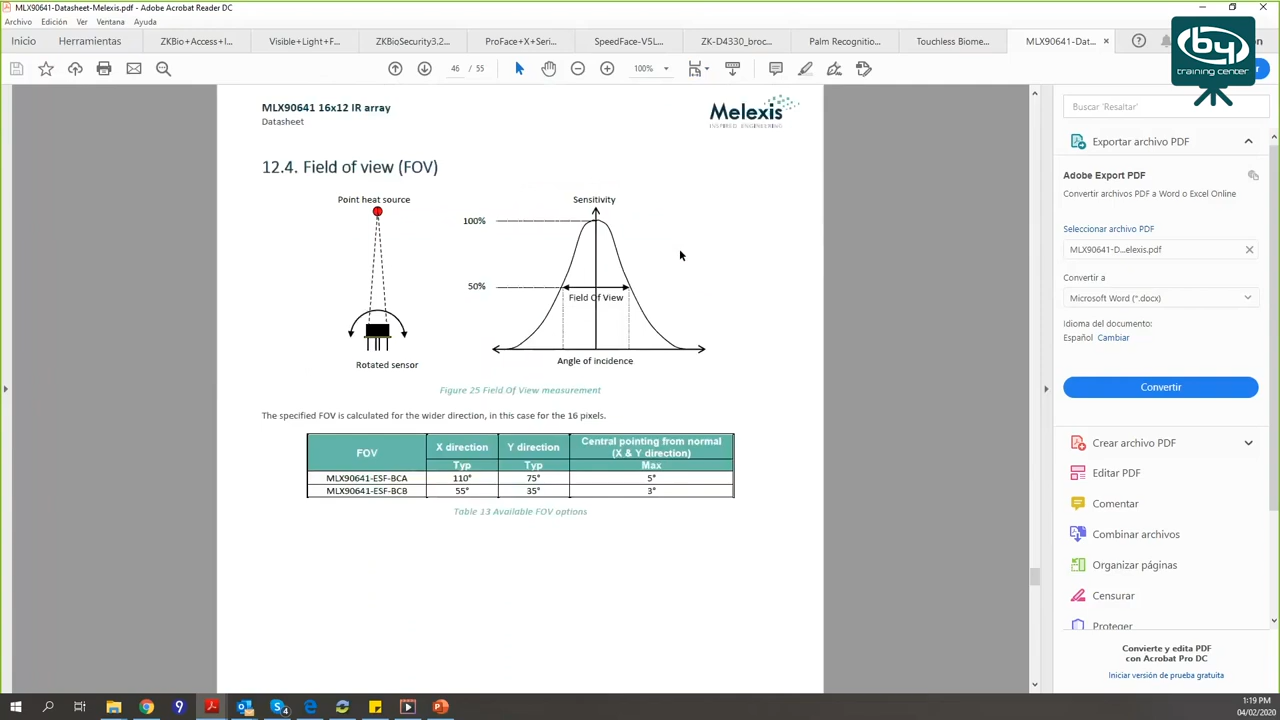 MLX90641-Datasheet-Melexis.pdf - Adobe Acrobat Reader DC
Archivo Edición Ver Ventana Ayuda
Inicio Herramientas ZKBio+Access+I... Visible+Light+F... ZKBioSecurity3.2... SpeedFace-V5L... ZK-D4330_broc... Palm Recognitio... Touchless Biome... MLX90641-Dat...
by
training center
46 / 55 100%
MLX90641 16x12 IR array
Datasheet
Melexis
INSPIRED ENGINEERING
12.4. Field of view (FOV)
Point heat source
Rotated sensor
Sensitivity
100%
50%
Field Of View
Angle of incidence
Figure 25 Field Of View measurement
The specified FOV is calculated for the wider direction, in this case for the 16 pixels.
FOV X direction Y direction Central pointing from normal
(X & Y direction)
Typ Typ Max
MLX90641-ESF-BCA 110° 75° 5°
MLX90641-ESF-BCB 55° 35° 3°
Table 13 Available FOV options
Buscar 'Resaltar'
Exportar archivo PDF
Adobe Export PDF
Convertir archivos PDF a Word o Excel Online
Seleccionar archivo PDF
MLX90641-D...elexis.pdf
Convertir a
Microsoft Word (*.docx)
Idioma del documento:
Español Cambiar
Convertir
Crear archivo PDF
Editar PDF
Comentar
Combinar archivos
Organizar páginas
Censurar
Proteger
Convierte y edita PDF
con Acrobat Pro DC
Iniciar versión de prueba gratuita
1:19 PM
04/02/2020